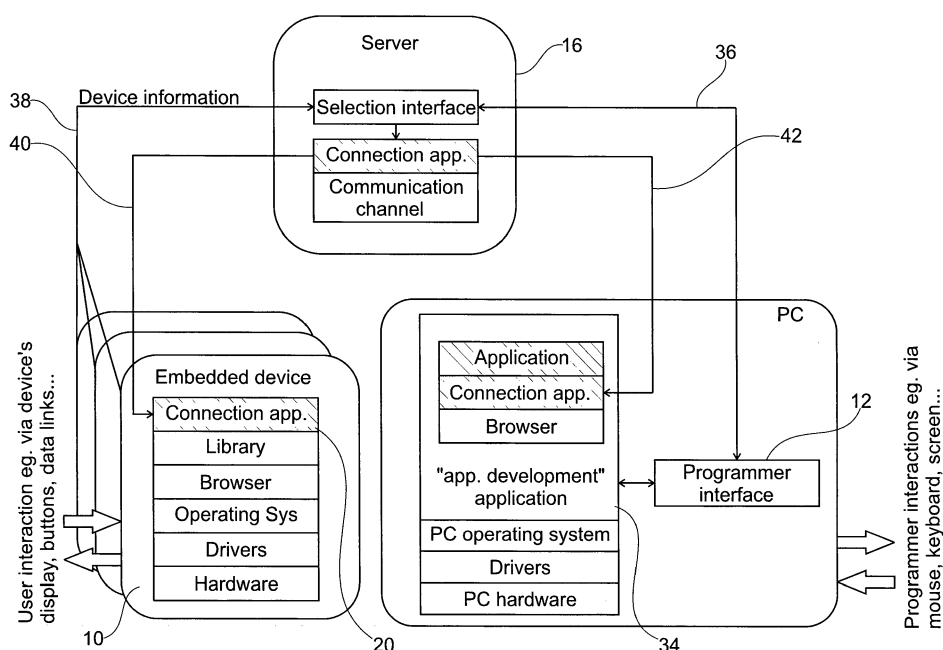 Server
16
36
38
Device information
Selection interface
40
Connection app.
42
Communication
channel
PC
User interaction eg. via device's
display, buttons, data links...
Embedded device
Connection app.
Library
Browser
Operating Sys
Drivers
Hardware
10
20
Application
Connection app.
Browser
"app. development"
application
PC operating system
Drivers
PC hardware
34
12
Programmer
interface
Programmer interactions eg. via
mouse, keyboard, screen...